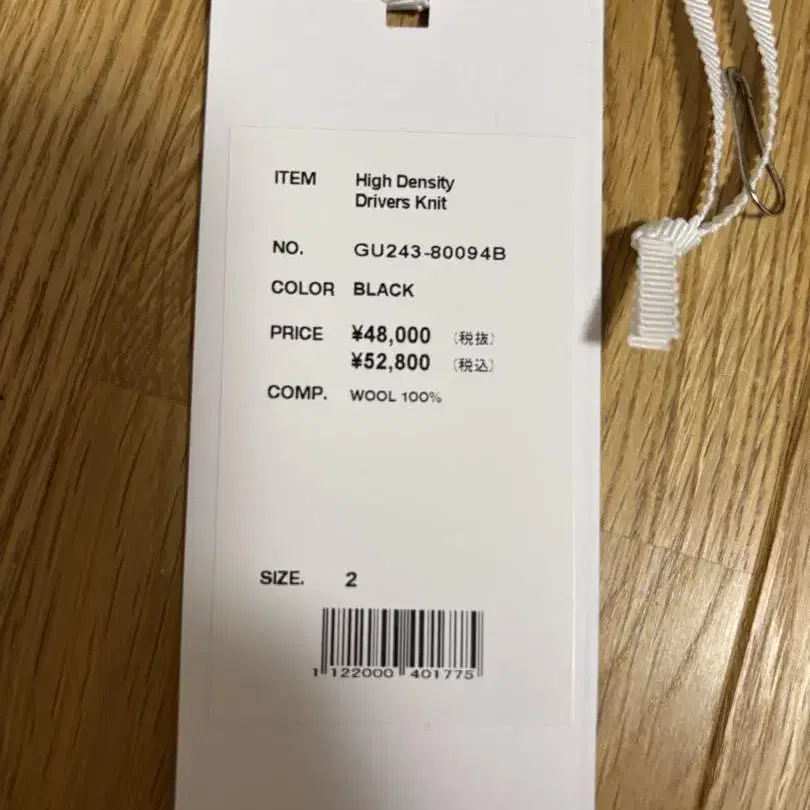 ITEM High Density
Drivers Knit
NO. GU243-80094B
COLOR BLACK
PRICE ¥48,000 (税抜)
¥52,800 (税込)
COMP. WOOL 100%
SIZE. 2
1 122000 401775